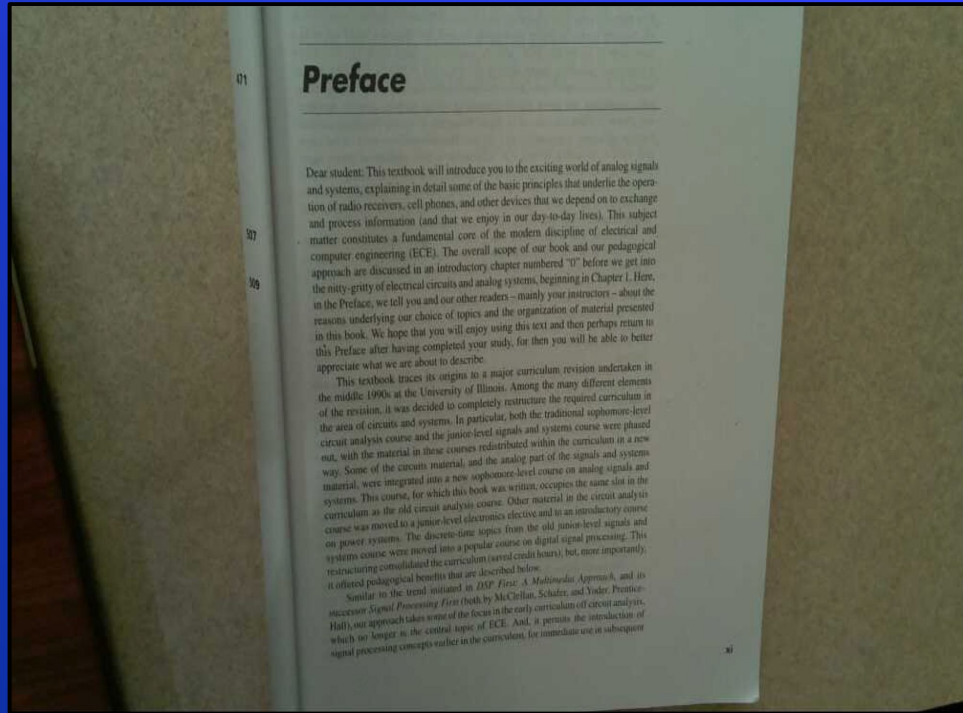 471
507
509
Preface
Dear student: This textbook will introduce you to the exciting world of analog signals
and systems, explaining in detail some of the basic principles that underlie the opera-
tion of radio receivers, cell phones, and other devices that we depend on to exchange
and process information (and that we enjoy in our day-to-day lives). This subject
matter constitutes a fundamental core of the modern discipline of electrical and
computer engineering (ECE). The overall scope of our book and our pedagogical
approach are discussed in an introductory chapter numbered “0” before we get into
the nitty-gritty of electrical circuits and analog systems, beginning in Chapter 1. Here,
in the Preface, we tell you and our other readers – mainly your instructors – about the
reasons underlying our choice of topics and the organization of material presented
in this book. We hope that you will enjoy using this text and then perhaps return to
this Preface after having completed your study, for then you will be able to better
appreciate what we are about to describe.
This textbook traces its origins to a major curriculum revision undertaken in
the middle 1990s at the University of Illinois. Among the many different elements
of the revision, it was decided to completely restructure the required curriculum in
the area of circuits and systems. In particular, both the traditional sophomore-level
circuit analysis course and the junior-level signals and systems course were phased
out, with the material in these courses redistributed within the curriculum in a new
way. Some of the circuits material, and the analog part of the signals and systems
material, were integrated into a new sophomore-level course on analog signals and
systems. This course, for which this book was written, occupies the same slot in the
curriculum as the old circuit analysis course. Other material in the circuit analysis
course was moved to a junior-level electronics elective and to an introductory course
on power systems. The discrete-time topics from the old junior-level signals and
systems course were moved into a popular course on digital signal processing. This
restructuring consolidated the curriculum (saved credit hours); but, more importantly,
it offered pedagogical benefits that are described below.
Similar to the trend initiated in DSP First: A Multimedia Approach, and its
successor Signal Processing First (both by McClellan, Schafer, and Yoder, Prentice-
Hall), our approach takes some of the focus in the early curriculum off circuit analysis,
which no longer is the central topic of ECE. And, it permits the introduction of
signal processing concepts earlier in the curriculum, for immediate use in subsequent
xi